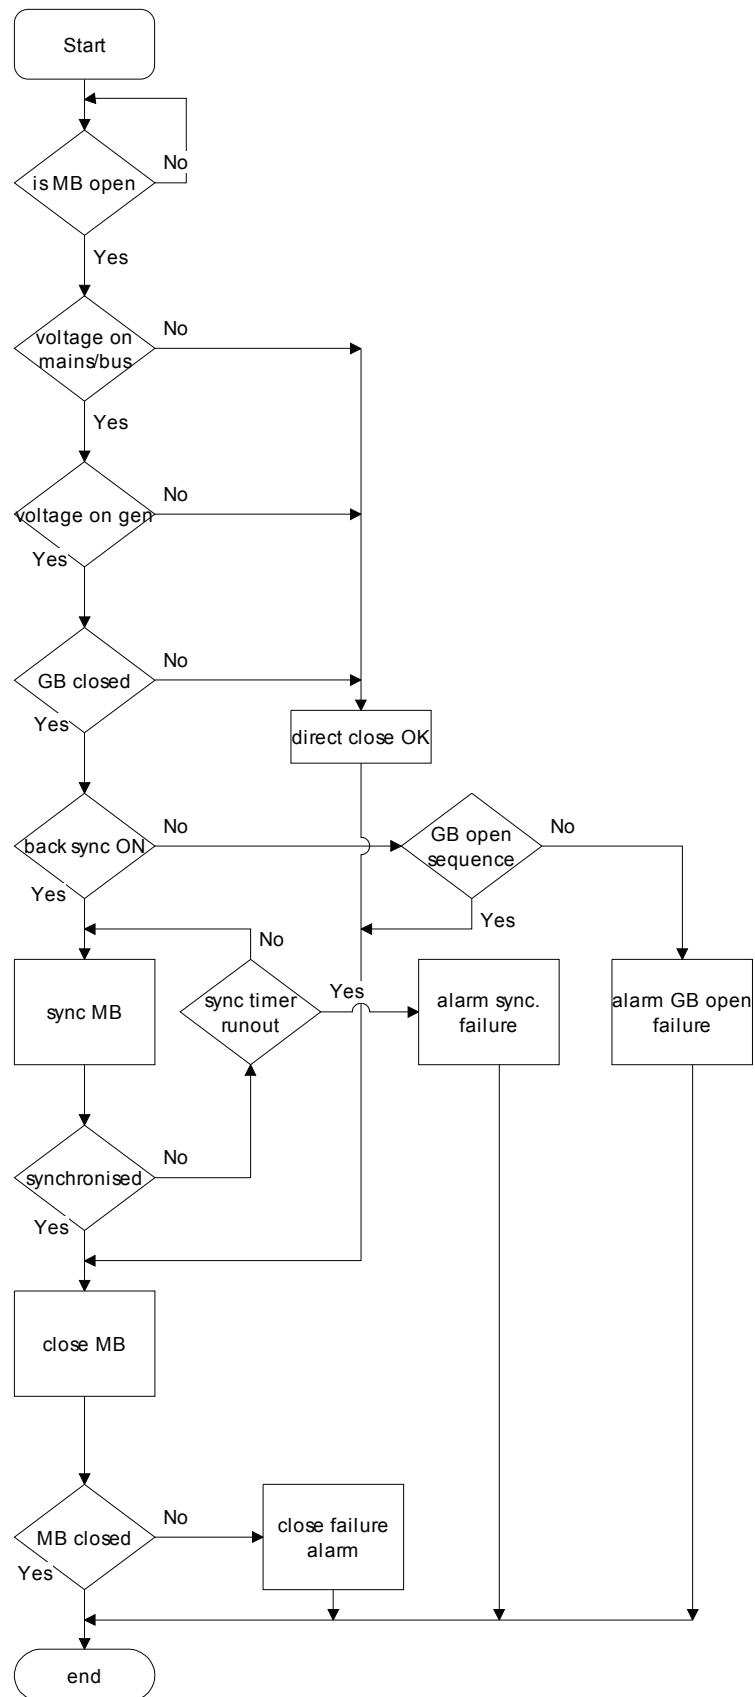 Start
No
is MB open
Yes
No
voltage on
mains/bus
Yes
No
voltage on gen
Yes
No
GB closed
Yes
direct close OK
No
back sync ON
Yes
GB open
sequence
No
Yes
No
sync MB
sync timer
runout
Yes
alarm sync.
failure
alarm GB open
failure
No
synchronised
Yes
close MB
No
MB closed
Yes
close failure
alarm
end